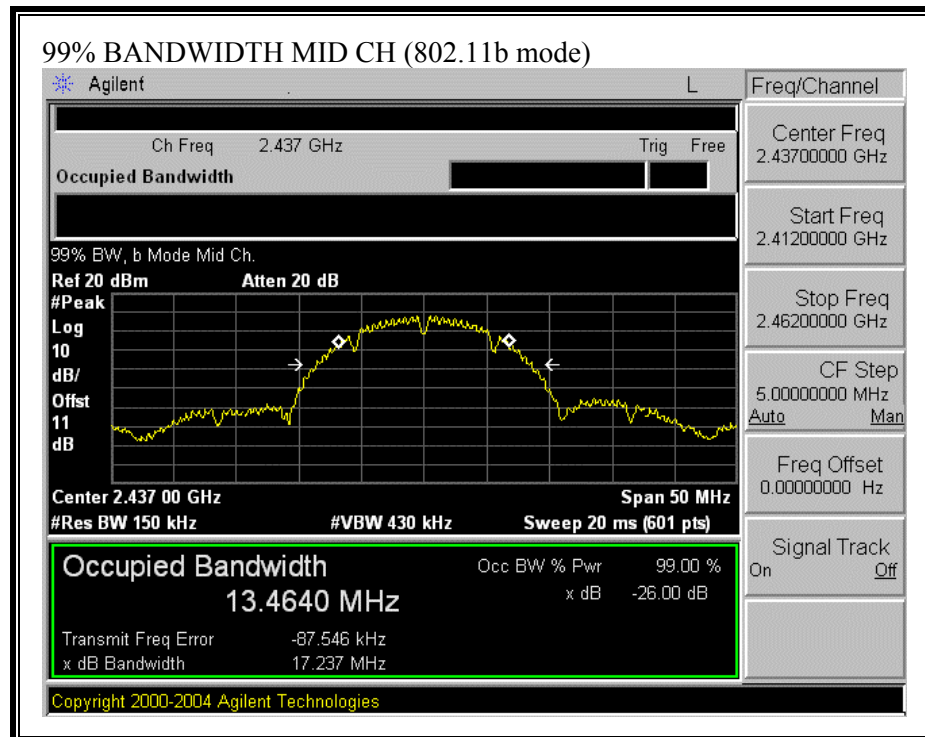 99% BANDWIDTH MID CH (802.11b mode)
Agilent L Freq/Channel
Ch Freq 2.437 GHz Trig Free
Occupied Bandwidth
99% BW, b Mode Mid Ch.
Ref 20 dBm Atten 20 dB
#Peak
Log
10
dB/
Offst
11
dB
Center 2.437 00 GHz Span 50 MHz
#Res BW 150 kHz #VBW 430 kHz Sweep 20 ms (601 pts)
Occupied Bandwidth Occ BW % Pwr 99.00 %
13.4640 MHz x dB -26.00 dB
Transmit Freq Error -87.546 kHz
x dB Bandwidth 17.237 MHz
Copyright 2000-2004 Agilent Technologies
Center Freq
2.43700000 GHz
Start Freq
2.41200000 GHz
Stop Freq
2.46200000 GHz
CF Step
5.00000000 MHz
Auto Man
Freq Offset
0.00000000 Hz
Signal Track
On Off